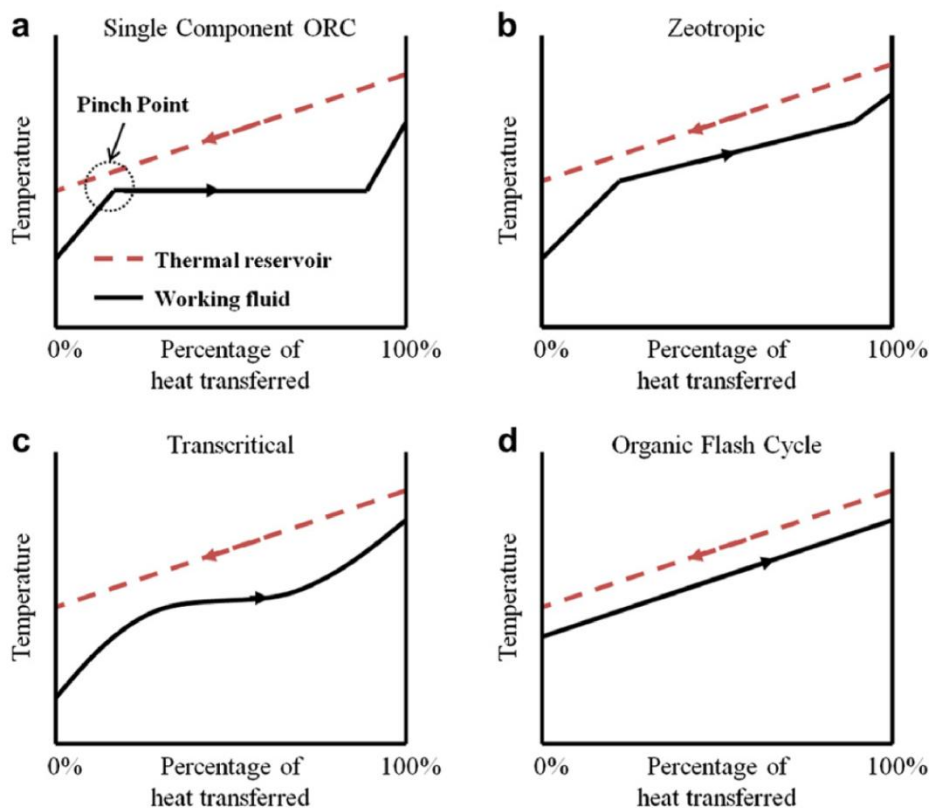 a
Single Component ORC
Pinch Point
Temperature
Thermal reservoir
Working fluid
0%
Percentage of
heat transferred
100%
b
Zeotropic
Temperature
0%
Percentage of
heat transferred
100%
c
Transcritical
Temperature
0%
Percentage of
heat transferred
100%
d
Organic Flash Cycle
Temperature
0%
Percentage of
heat transferred
100%